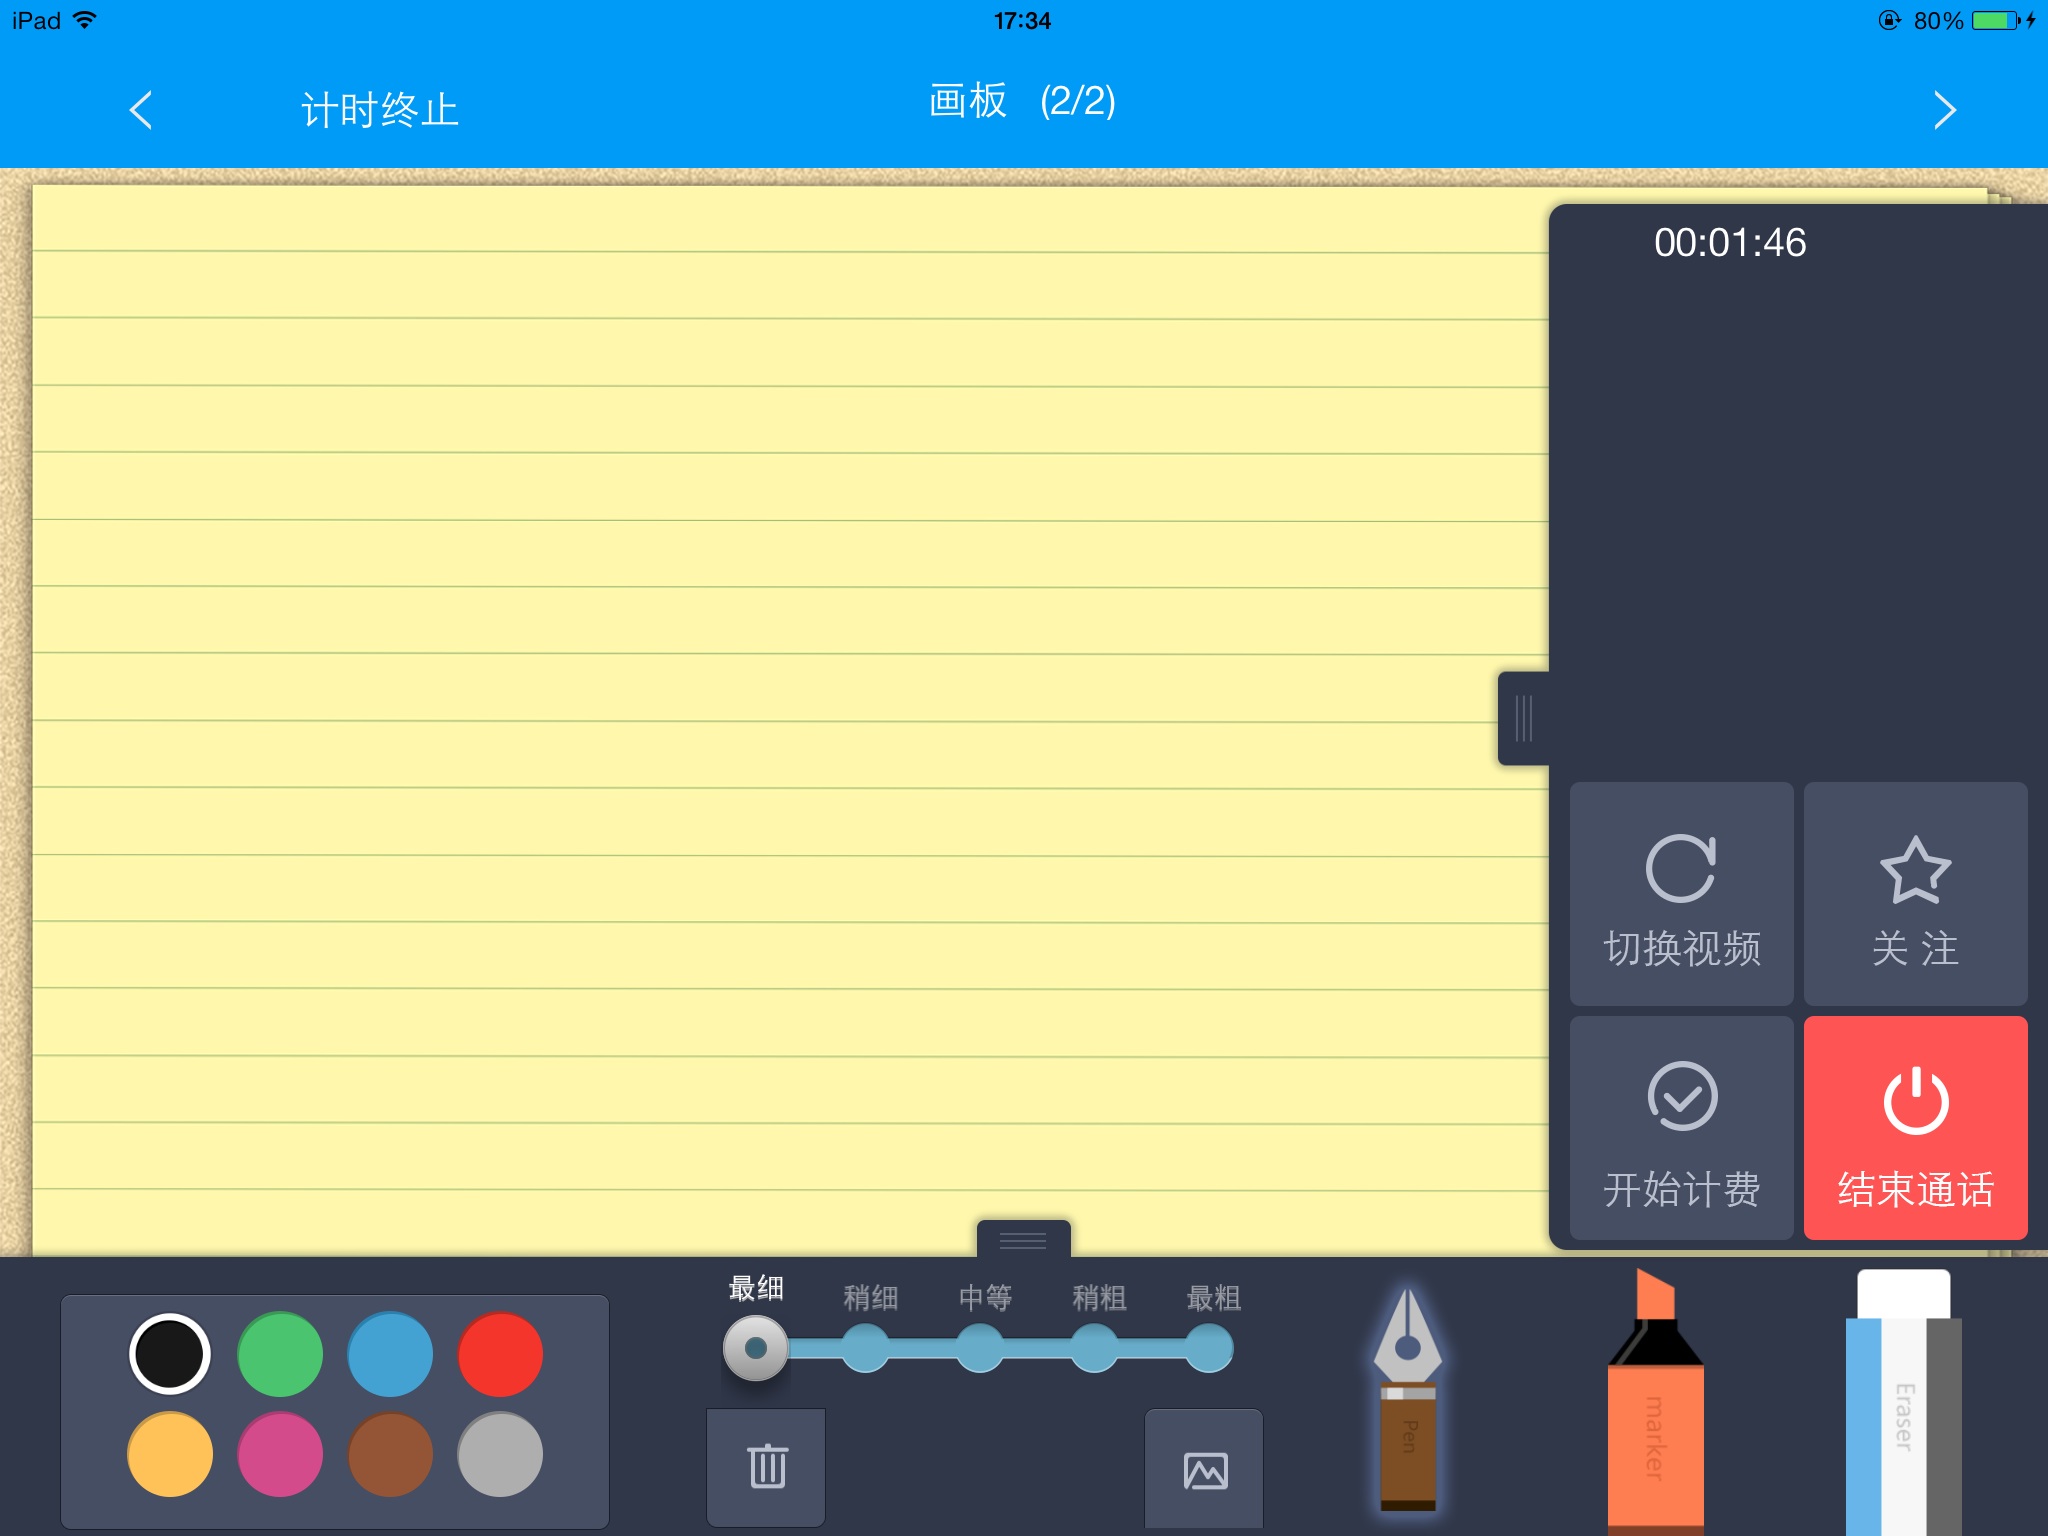 iPad 17:34 80%
计时终止 画板 (2/2)
00:01:46
切换视频 关 注
开始计费 结束通话
最细 稍细 中等 稍粗 最粗
Pen marker Eraser